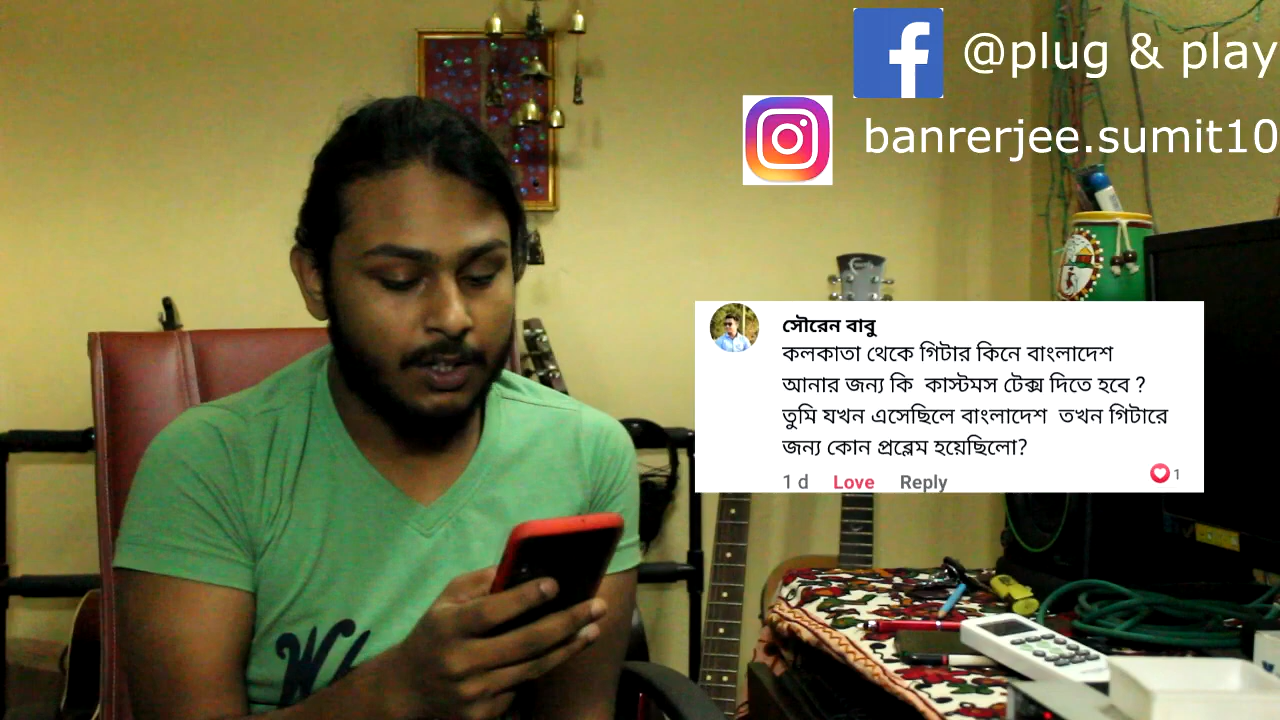 @plug & play
banrerjee.sumit10
সৌরেন বাবু
কলকাতা থেকে গিটার কিনে বাংলাদেশ
আনার জন্য কি কাস্টমস টেক্স দিতে হবে ?
তুমি যখন এসেছিলে বাংলাদেশ তখন গিটারে
জন্য কোন প্রব্লেম হয়েছিলো?
1
1 d Love Reply